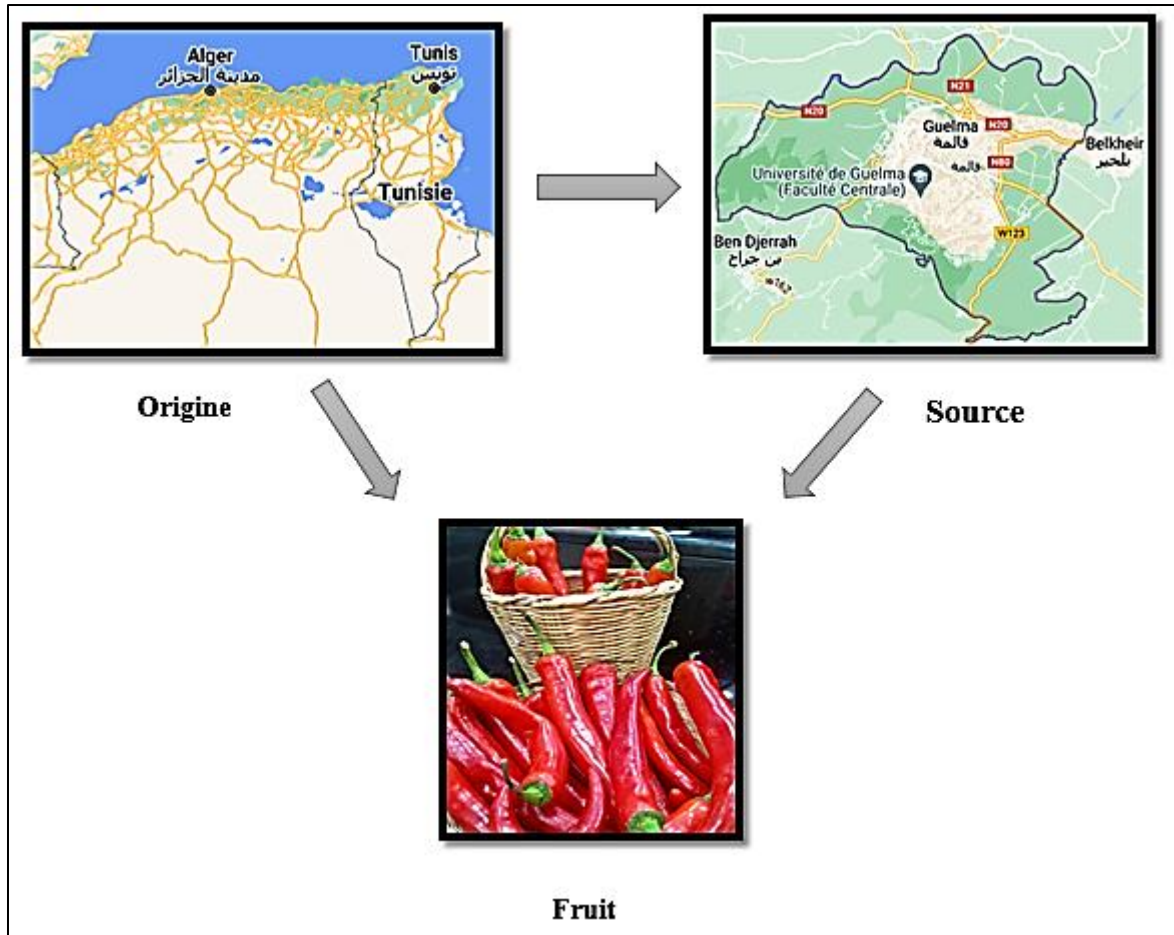 Alger
مدينة الجزائر
Tunis
تونس
Tunisie
N21
N20
Guelma
قالمة
N20
Belkheir
بلخير
قالمة
N80
Université de Guelma
(Faculté Centrale)
Ben Djerrah
بن جراح
W123
W162
Origine
Source
Fruit